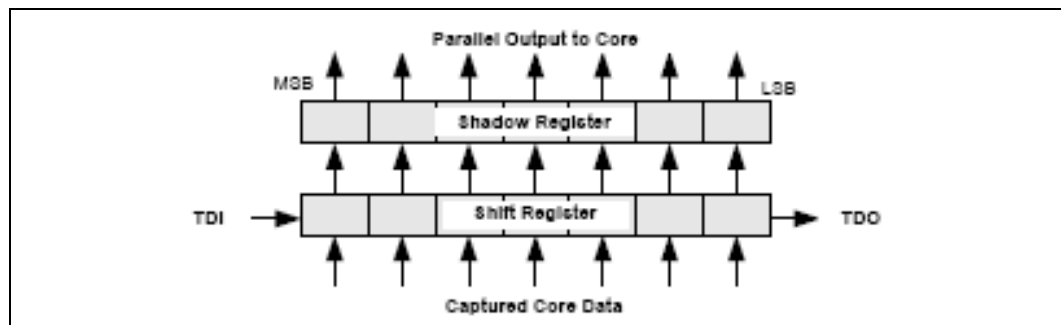 Parallel Output to Core
MSB
LSB
Shadow Register
TDI
Shift Register
TDO
Captured Core Data